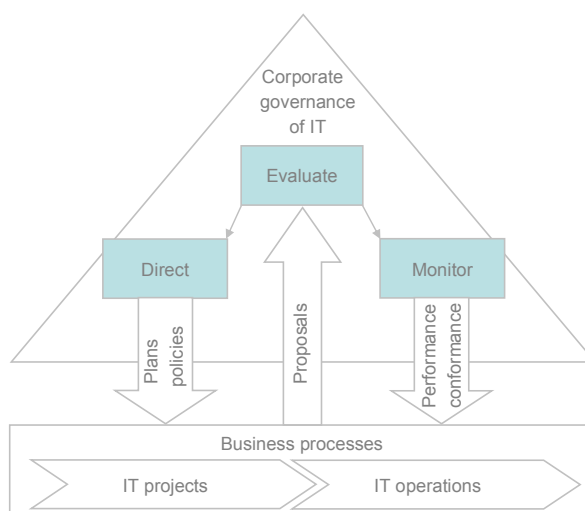 Corporate
governance
of IT
Evaluate
Direct
Monitor
Plans
policies
Proposals
Performance
conformance
Business processes
IT projects
IT operations